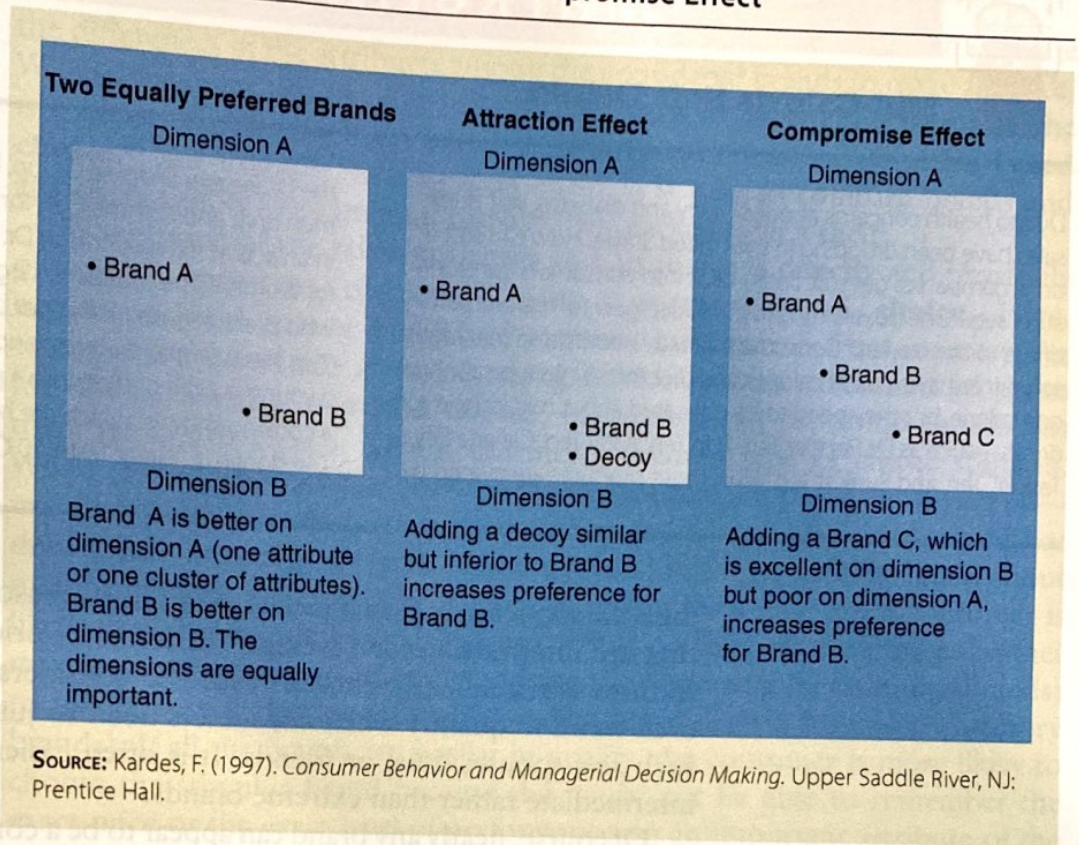 Effect
Two Equally Preferred Brands
Dimension A
• Brand A
• Brand B
Dimension B
Brand A is better on
dimension A (one attribute
or one cluster of attributes).
Brand B is better on
dimension B. The
dimensions are equally
important.
Attraction Effect
Dimension A
• Brand A
• Brand B
• Decoy
Dimension B
Adding a decoy similar
but inferior to Brand B
increases preference for
Brand B.
Compromise Effect
Dimension A
• Brand A
• Brand B
• Brand C
Dimension B
Adding a Brand C, which
is excellent on dimension B
but poor on dimension A,
increases preference
for Brand B.
SOURCE: Kardes, F. (1997). Consumer Behavior and Managerial Decision Making. Upper Saddle River, NJ:
Prentice Hall.